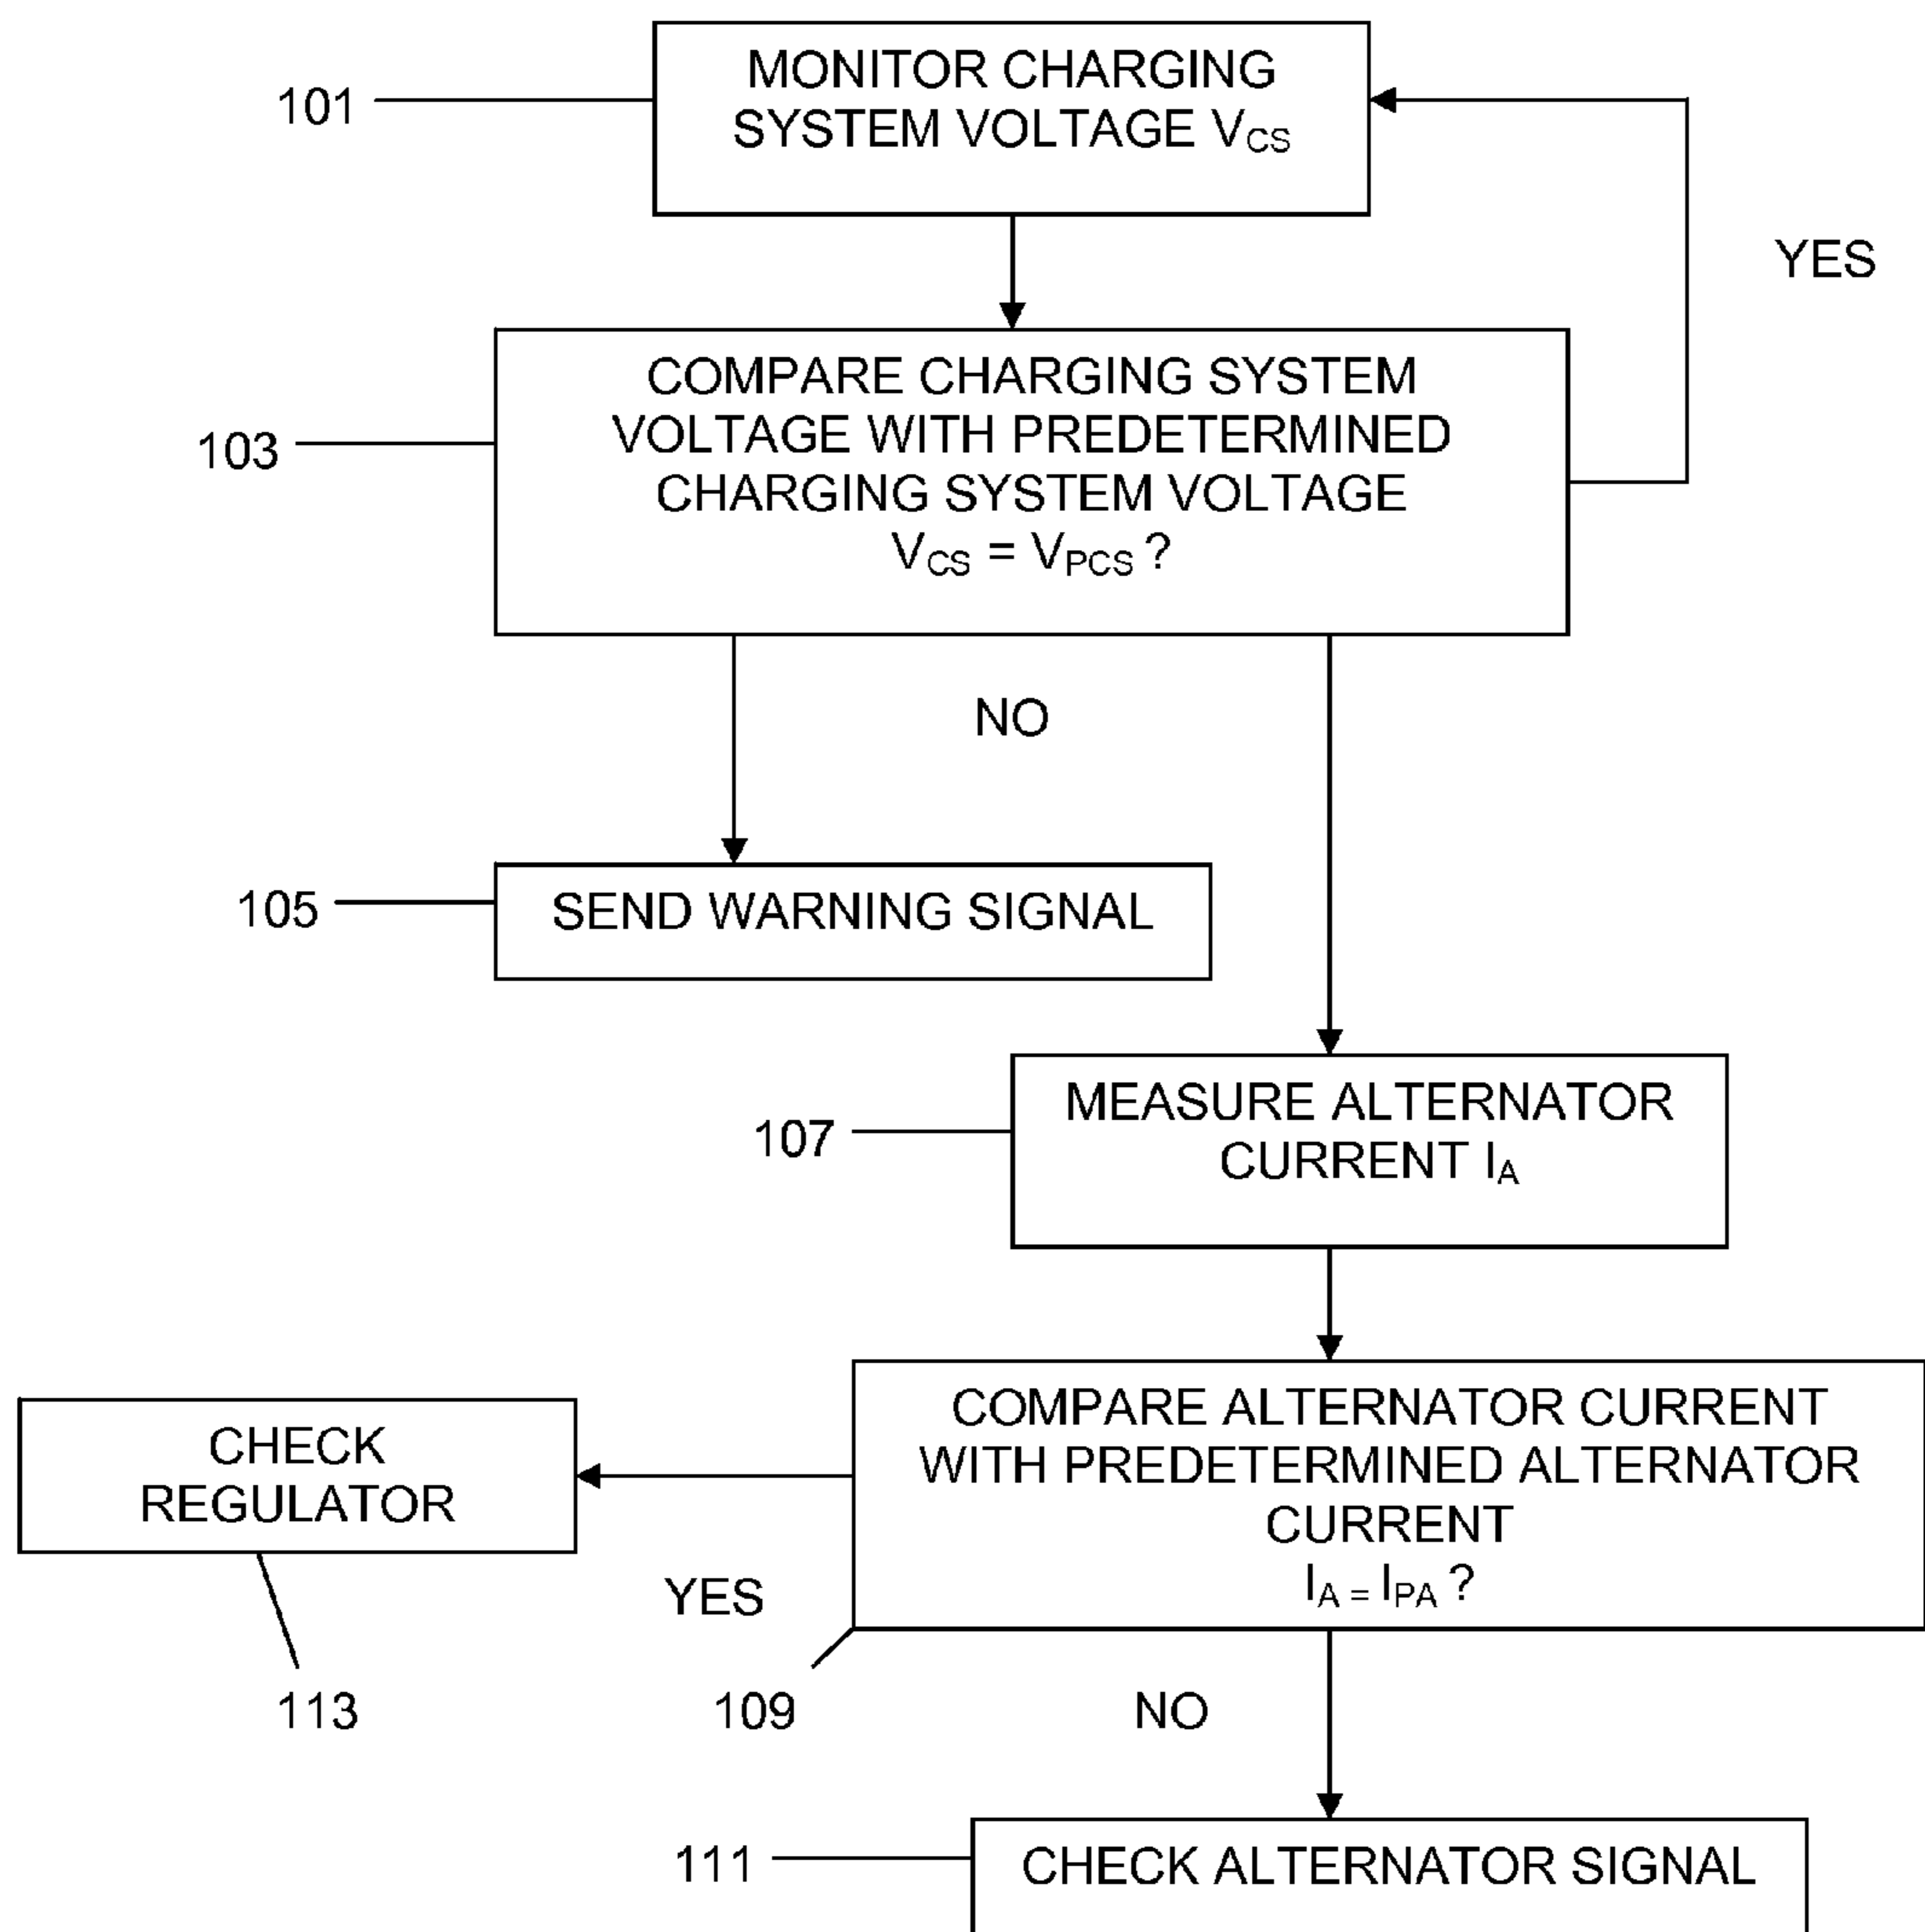 MONITOR CHARGING
SYSTEM VOLTAGE VCS
101
YES
COMPARE CHARGING SYSTEM
VOLTAGE WITH PREDETERMINED
CHARGING SYSTEM VOLTAGE
VCS = VPCS ?
103
NO
105
SEND WARNING SIGNAL
MEASURE ALTERNATOR
CURRENT IA
107
COMPARE ALTERNATOR CURRENT
WITH PREDETERMINED ALTERNATOR
CURRENT
IA = IPA ?
CHECK
REGULATOR
YES
113
109
NO
111
CHECK ALTERNATOR SIGNAL